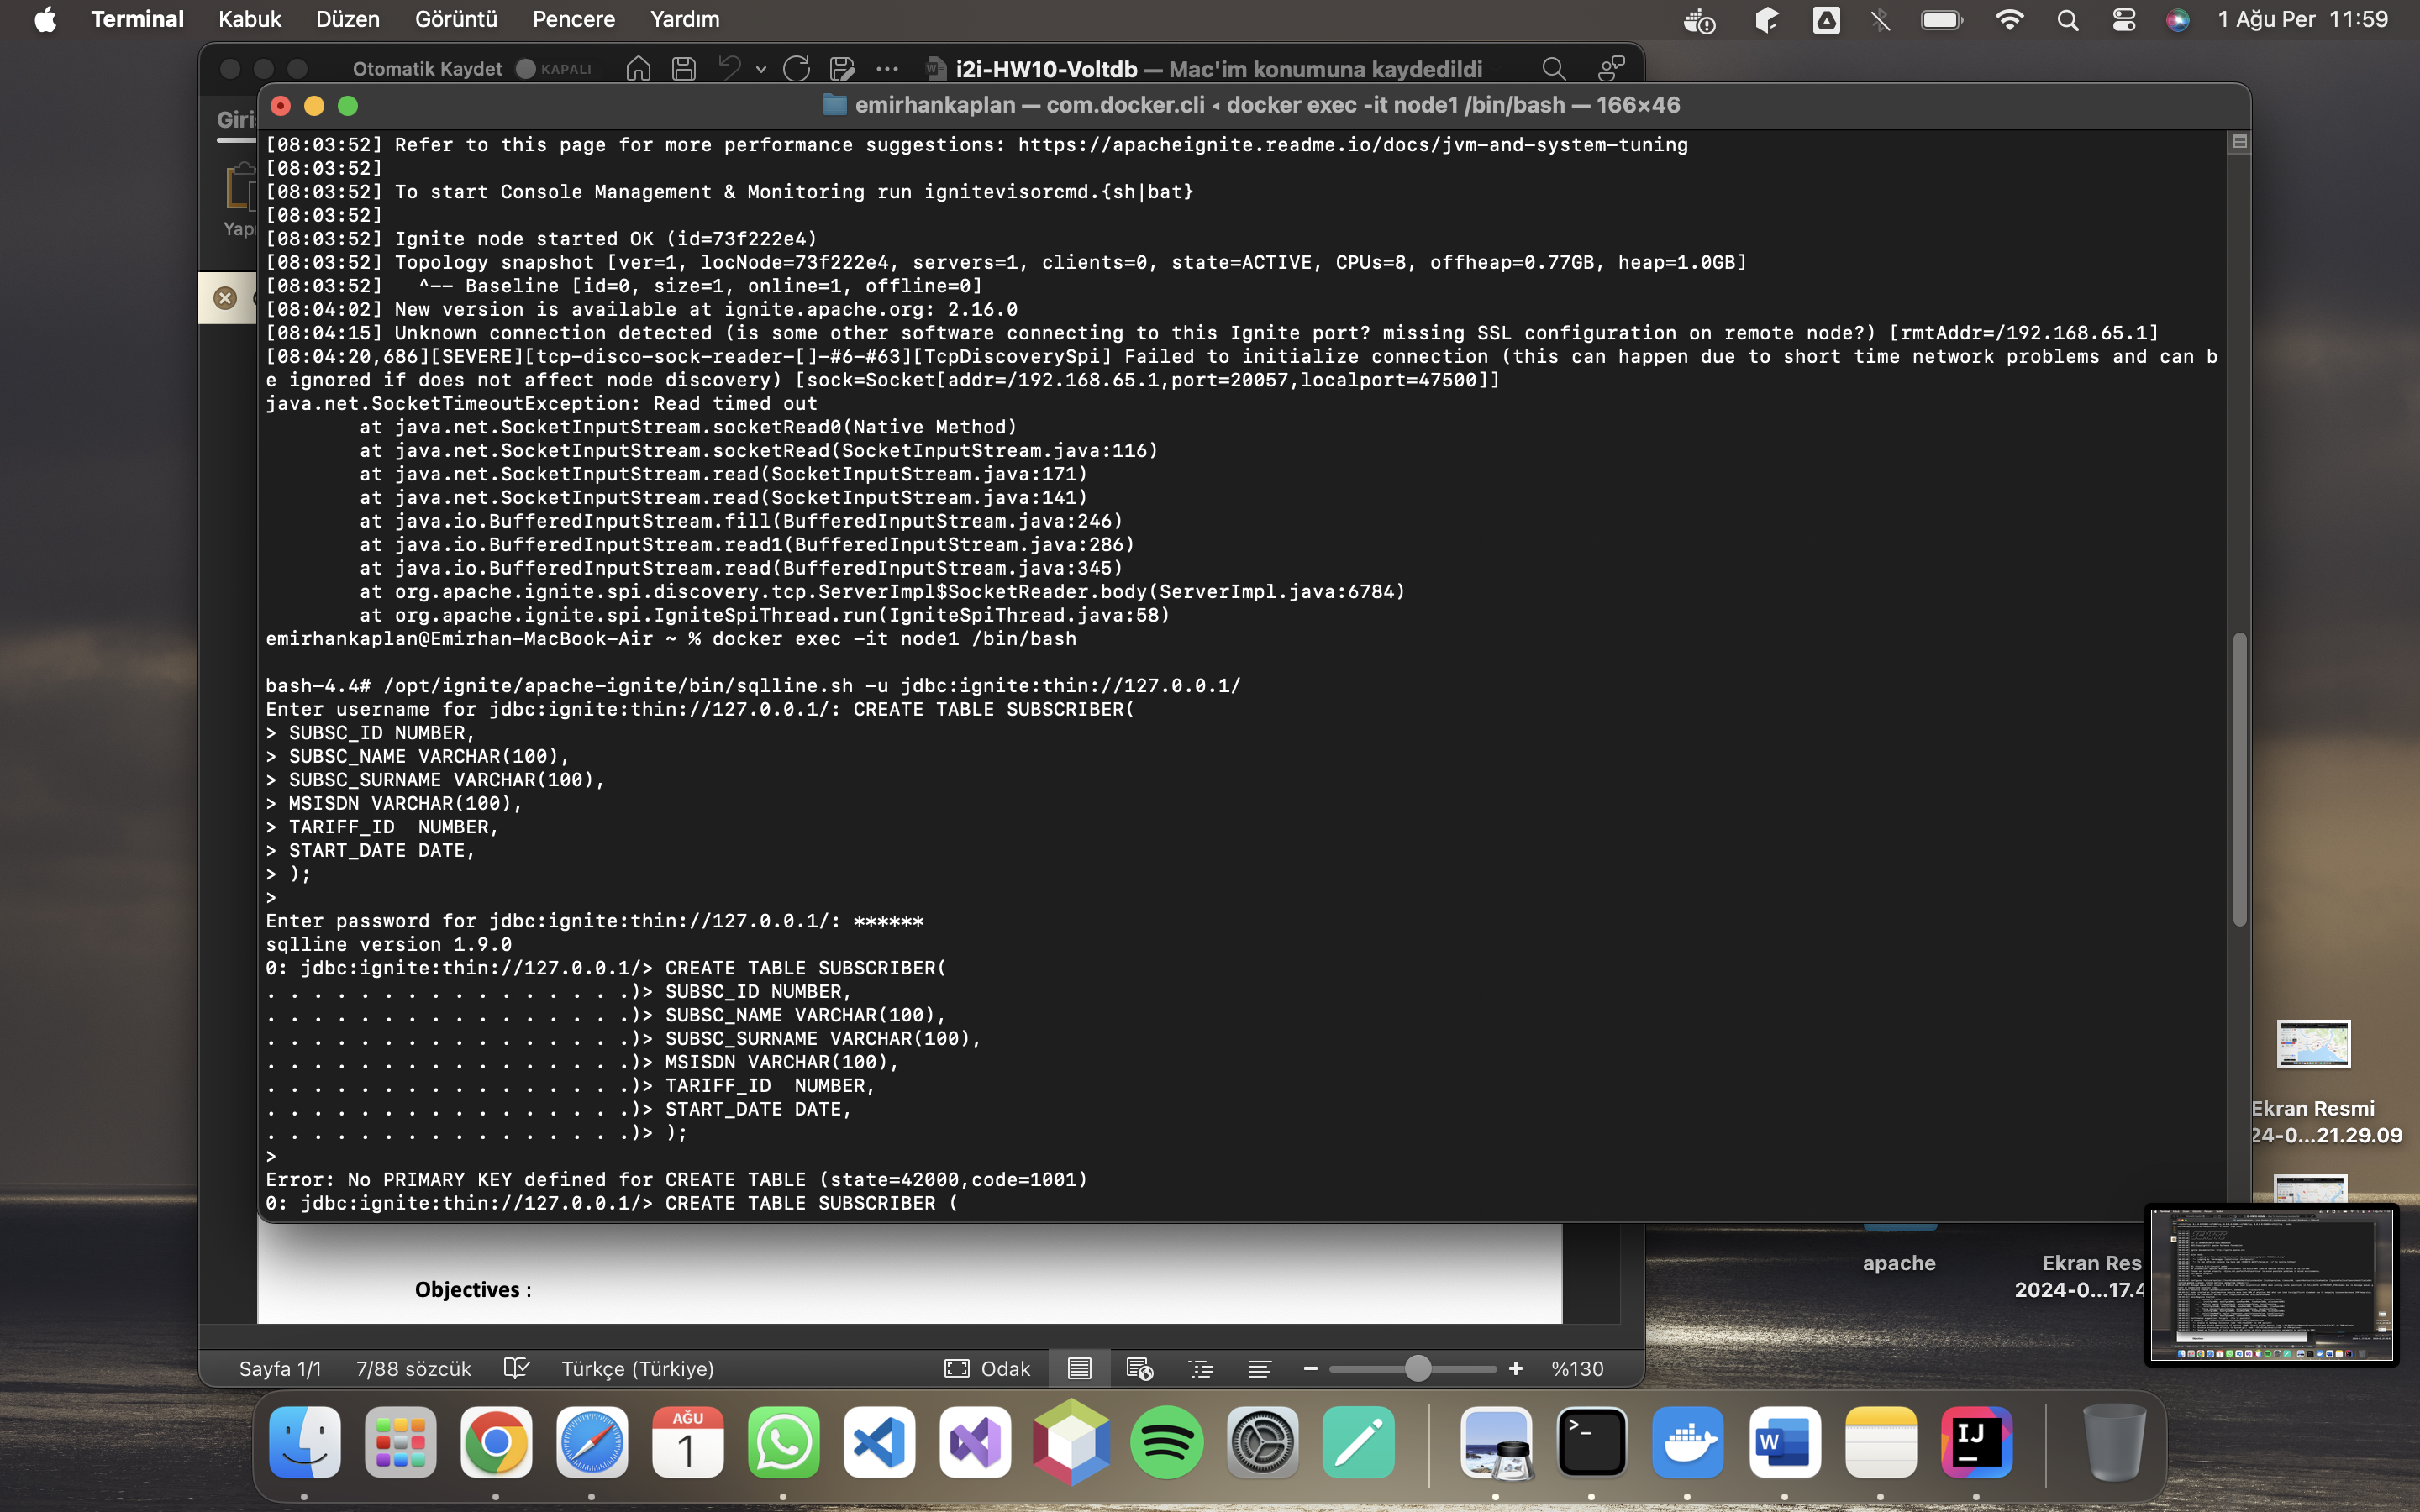 Terminal Kabuk Düzen Görüntü Pencere Yardım 1 Ağu Per 11:59
Otomatik Kaydet KAPALI i2i-HW10-Voltdb — Mac'im konumuna kaydedildi
emirhankaplan — com.docker.cli ◂ docker exec -it node1 /bin/bash — 166×46
[08:03:52] Refer to this page for more performance suggestions: https://apacheignite.readme.io/docs/jvm-and-system-tuning
[08:03:52]
[08:03:52] To start Console Management & Monitoring run ignitevisorcmd.{sh|bat}
[08:03:52]
[08:03:52] Ignite node started OK (id=73f222e4)
[08:03:52] Topology snapshot [ver=1, locNode=73f222e4, servers=1, clients=0, state=ACTIVE, CPUs=8, offheap=0.77GB, heap=1.0GB]
[08:03:52]   ^-- Baseline [id=0, size=1, online=1, offline=0]
[08:04:02] New version is available at ignite.apache.org: 2.16.0
[08:04:15] Unknown connection detected (is some other software connecting to this Ignite port? missing SSL configuration on remote node?) [rmtAddr=/192.168.65.1]
[08:04:20,686][SEVERE][tcp-disco-sock-reader-[]-#6-#63][TcpDiscoverySpi] Failed to initialize connection (this can happen due to short time network problems and can b
e ignored if does not affect node discovery) [sock=Socket[addr=/192.168.65.1,port=20057,localport=47500]]
java.net.SocketTimeoutException: Read timed out
        at java.net.SocketInputStream.socketRead0(Native Method)
        at java.net.SocketInputStream.socketRead(SocketInputStream.java:116)
        at java.net.SocketInputStream.read(SocketInputStream.java:171)
        at java.net.SocketInputStream.read(SocketInputStream.java:141)
        at java.io.BufferedInputStream.fill(BufferedInputStream.java:246)
        at java.io.BufferedInputStream.read1(BufferedInputStream.java:286)
        at java.io.BufferedInputStream.read(BufferedInputStream.java:345)
        at org.apache.ignite.spi.discovery.tcp.ServerImpl$SocketReader.body(ServerImpl.java:6784)
        at org.apache.ignite.spi.IgniteSpiThread.run(IgniteSpiThread.java:58)
emirhankaplan@Emirhan-MacBook-Air ~ % docker exec -it node1 /bin/bash
bash-4.4# /opt/ignite/apache-ignite/bin/sqlline.sh -u jdbc:ignite:thin://127.0.0.1/
Enter username for jdbc:ignite:thin://127.0.0.1/: CREATE TABLE SUBSCRIBER(
> SUBSC_ID NUMBER,
> SUBSC_NAME VARCHAR(100),
> SUBSC_SURNAME VARCHAR(100),
> MSISDN VARCHAR(100),
> TARIFF_ID  NUMBER,
> START_DATE DATE,
> );
>
Enter password for jdbc:ignite:thin://127.0.0.1/: ******
sqlline version 1.9.0
0: jdbc:ignite:thin://127.0.0.1/> CREATE TABLE SUBSCRIBER(
. . . . . . . . . . . . . . . .)> SUBSC_ID NUMBER,
. . . . . . . . . . . . . . . .)> SUBSC_NAME VARCHAR(100),
. . . . . . . . . . . . . . . .)> SUBSC_SURNAME VARCHAR(100),
. . . . . . . . . . . . . . . .)> MSISDN VARCHAR(100),
. . . . . . . . . . . . . . . .)> TARIFF_ID  NUMBER,
. . . . . . . . . . . . . . . .)> START_DATE DATE,
. . . . . . . . . . . . . . . .)> );
>
Error: No PRIMARY KEY defined for CREATE TABLE (state=42000,code=1001)
0: jdbc:ignite:thin://127.0.0.1/> CREATE TABLE SUBSCRIBER (
Giri
Yap
Objectives :
Sayfa 1/1 7/88 sözcük Türkçe (Türkiye) Odak %130
Ekran Resmi
24-0...21.29.09
apache
Ekran Res
2024-0...17.4
AĞU
1
W
IJ